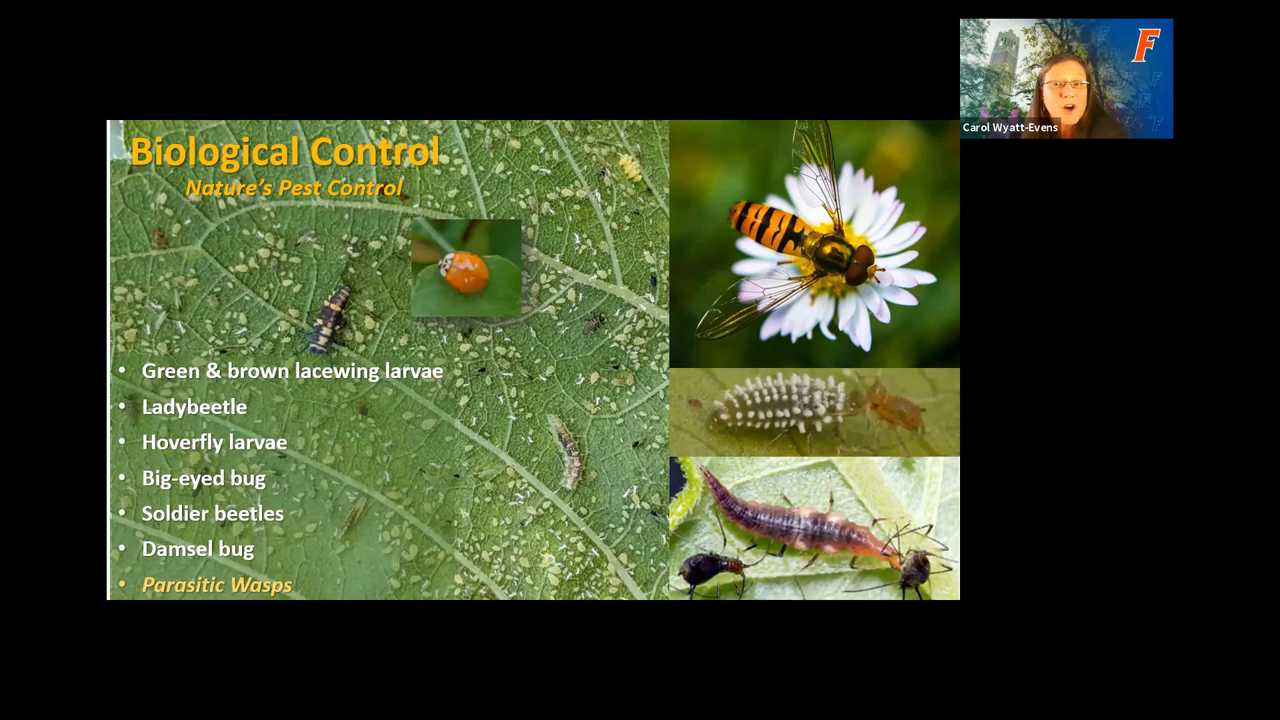 Biological Control
Nature's Pest Control
• Green & brown lacewing larvae
• Ladybeetle
• Hoverfly larvae
• Big-eyed bug
• Soldier beetles
• Damsel bug
• Parasitic Wasps
F
Carol Wyatt-Evens